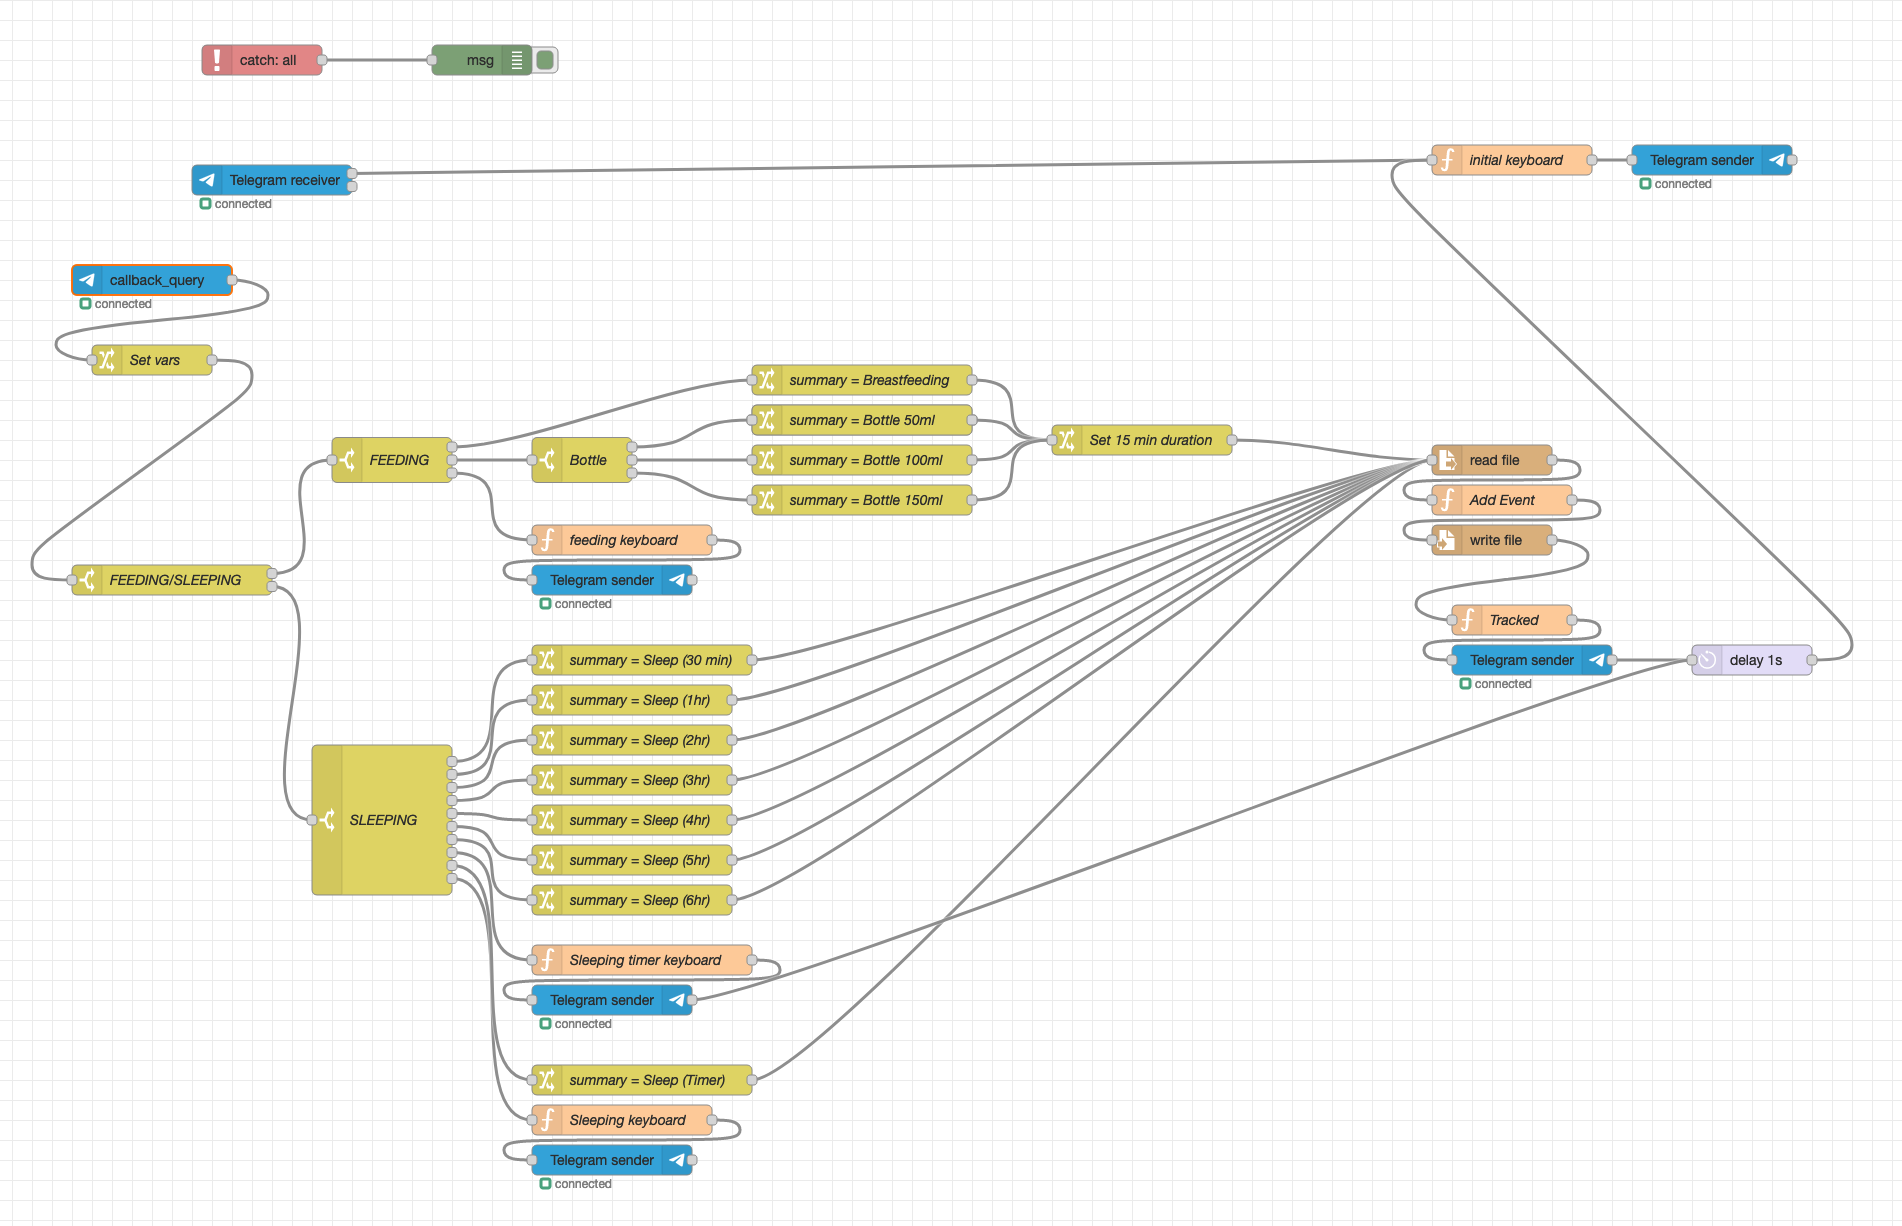 catch: all
msg
Telegram receiver
connected
initial keyboard
Telegram sender
connected
callback_query
connected
Set vars
FEEDING/SLEEPING
FEEDING
Bottle
summary = Breastfeeding
summary = Bottle 50ml
summary = Bottle 100ml
summary = Bottle 150ml
Set 15 min duration
feeding keyboard
Telegram sender
connected
read file
Add Event
write file
Tracked
Telegram sender
connected
delay 1s
SLEEPING
summary = Sleep (30 min)
summary = Sleep (1hr)
summary = Sleep (2hr)
summary = Sleep (3hr)
summary = Sleep (4hr)
summary = Sleep (5hr)
summary = Sleep (6hr)
Sleeping timer keyboard
Telegram sender
connected
summary = Sleep (Timer)
Sleeping keyboard
Telegram sender
connected